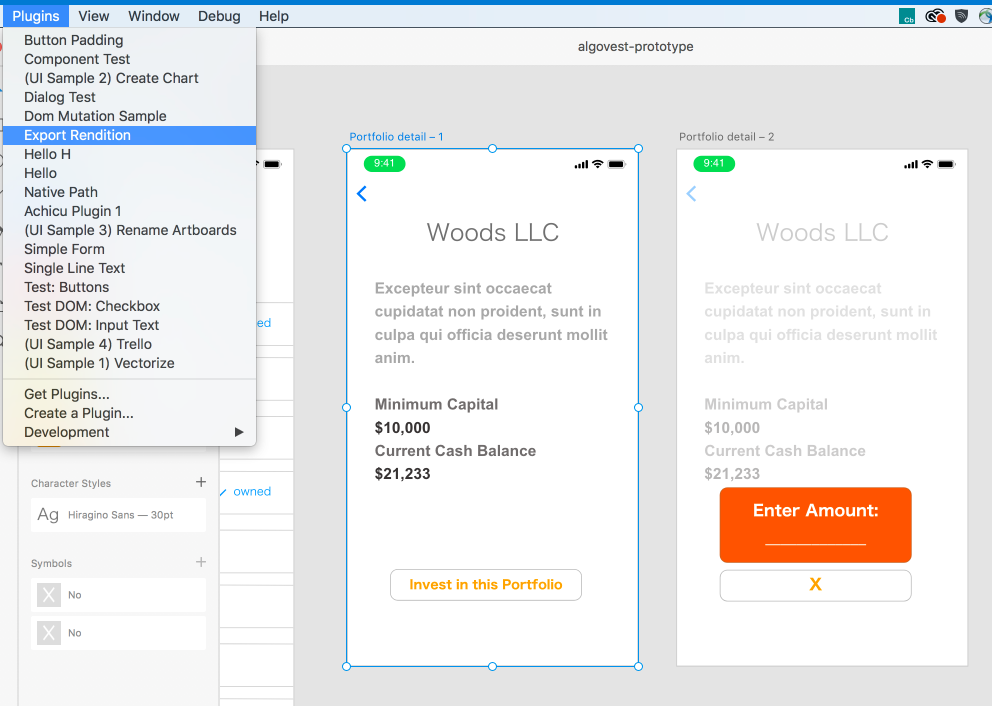 Plugins View Window Debug Help
Cb
algovest-prototype
Button Padding
Component Test
(UI Sample 2) Create Chart
Dialog Test
Dom Mutation Sample
Export Rendition
Hello H
Hello
Native Path
Achicu Plugin 1
(UI Sample 3) Rename Artboards
Simple Form
Single Line Text
Test: Buttons
Test DOM: Checkbox
Test DOM: Input Text
(UI Sample 4) Trello
(UI Sample 1) Vectorize
Get Plugins...
Create a Plugin...
Development
Character Styles +
Ag Hiragino Sans — 30pt
Symbols +
X No
X No
owned
Portfolio detail – 1
9:41
Woods LLC
Excepteur sint occaecat
cupidatat non proident, sunt in
culpa qui officia deserunt mollit
anim.
Minimum Capital
$10,000
Current Cash Balance
$21,233
Invest in this Portfolio
Portfolio detail – 2
9:41
Woods LLC
Excepteur sint occaecat
cupidatat non proident, sunt in
culpa qui officia deserunt mollit
anim.
Minimum Capital
$10,000
Current Cash Balance
$21,233
Enter Amount:
X